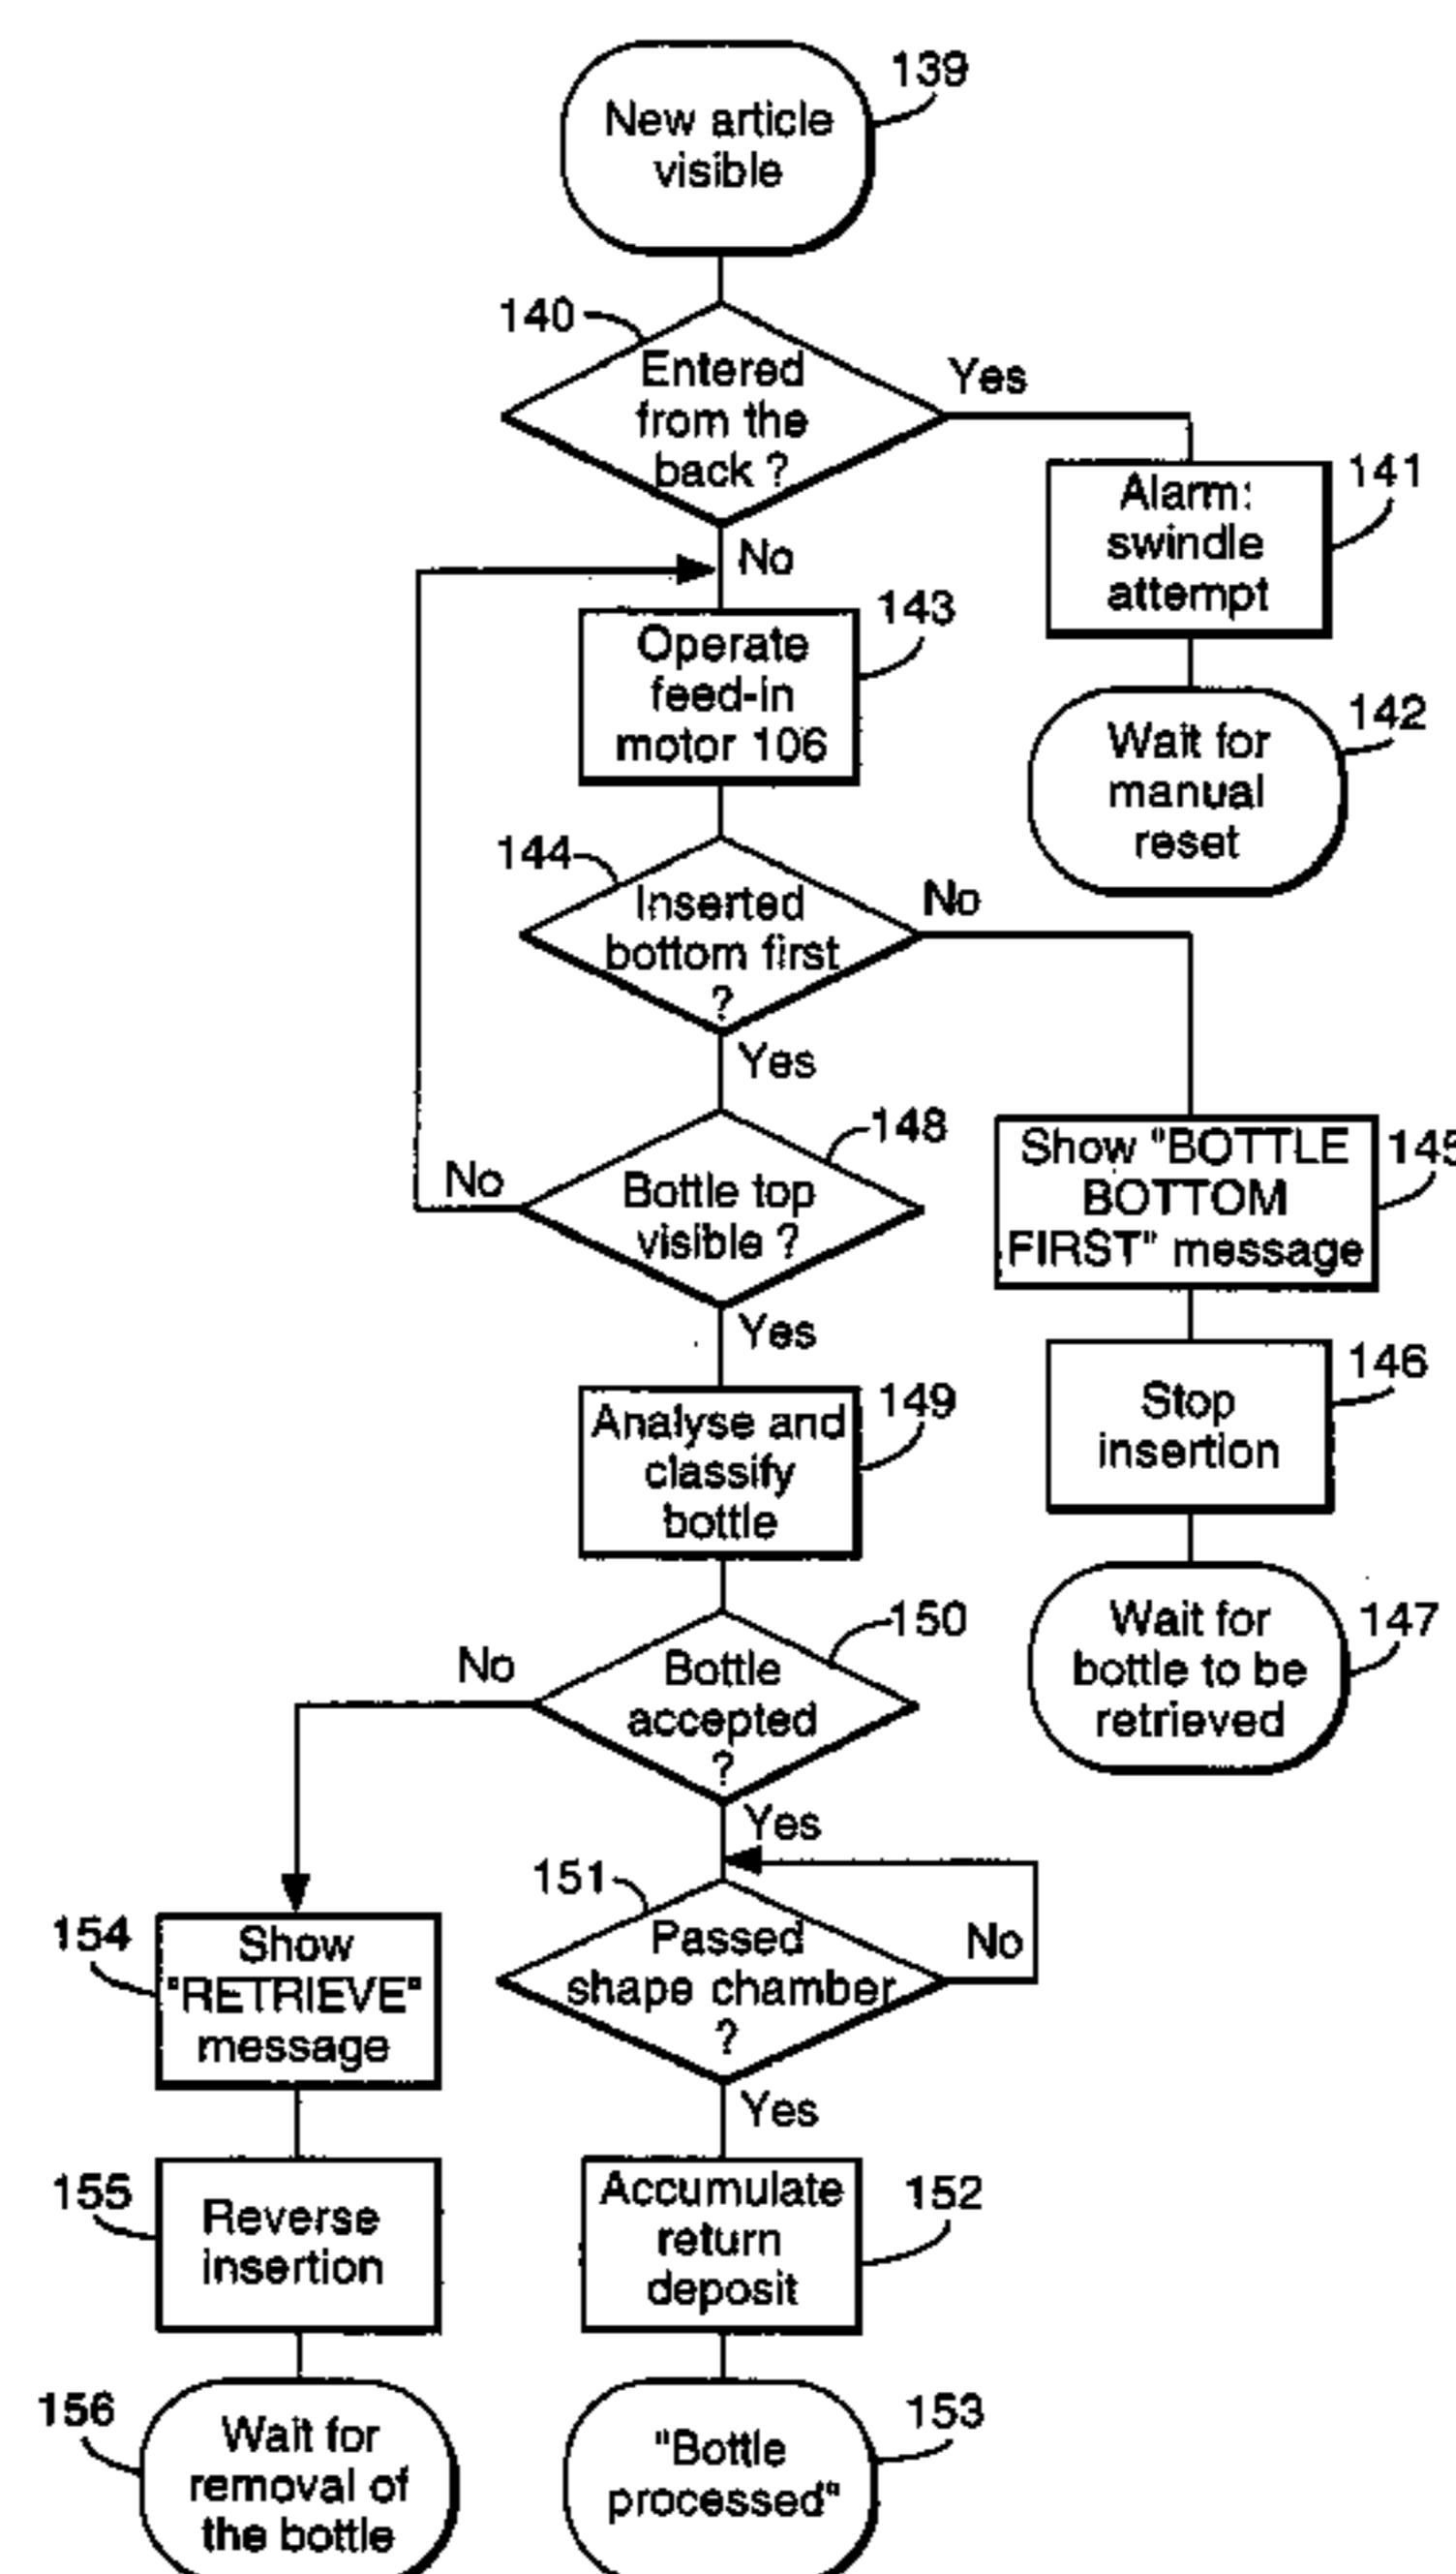 139
New article
visible
140
Entered
from the
back ?
Yes
141
Alarm:
swindle
attempt
No
143
Operate
feed-in
motor 106
142
Wait for
manual
reset
144
Inserted
bottom first
?
No
Yes
148
Bottle top
visible ?
No
145
Show "BOTTLE
BOTTOM
FIRST" message
Yes
146
Stop
insertion
149
Analyse and
classify
bottle
147
Wait for
bottle to be
retrieved
150
Bottle
accepted
?
No
Yes
151
Passed
shape chamber
?
No
154
Show
"RETRIEVE"
message
Yes
155
Reverse
insertion
152
Accumulate
return
deposit
156
Wait for
removal of
the bottle
153
"Bottle
processed"